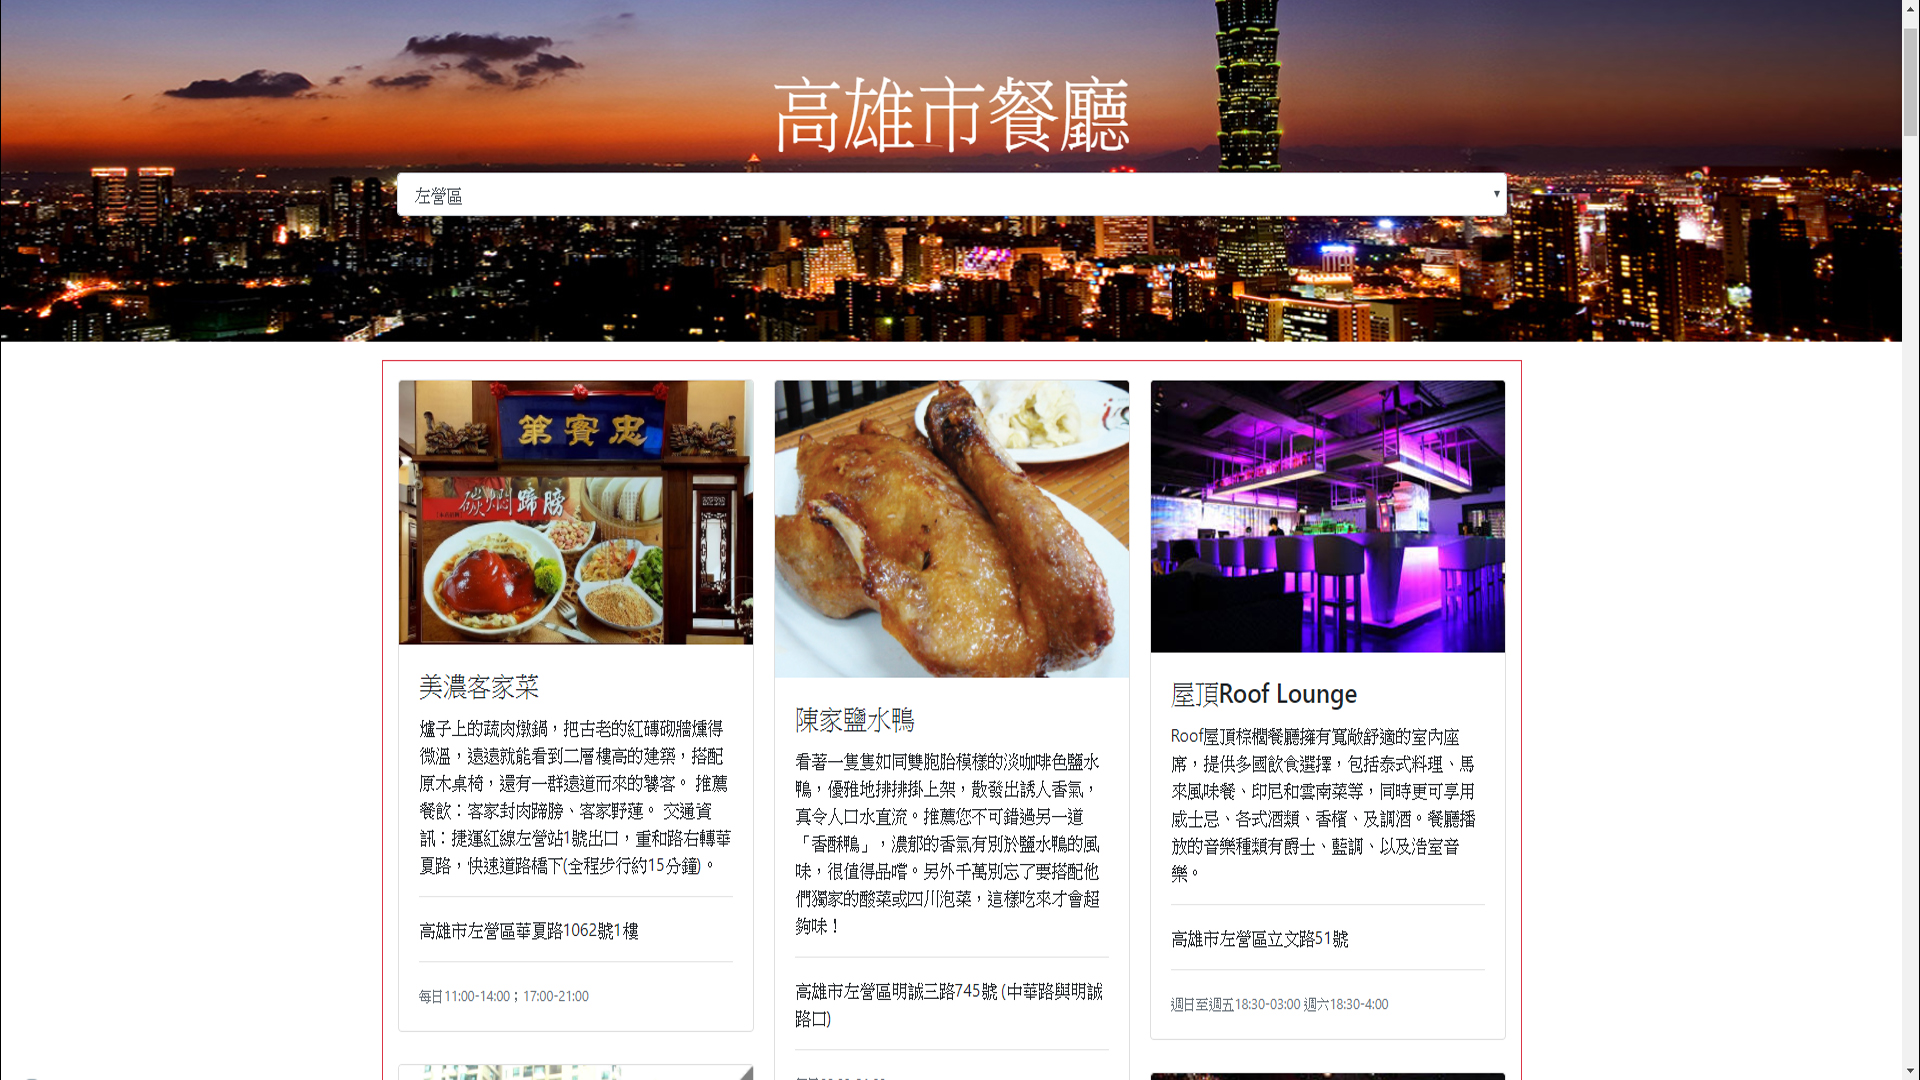 高雄市餐廳
左營區
第賓忠
碳燜蹄膀
美濃客家菜
爐子上的蔬肉燉鍋，把古老的紅磚砌牆燻得
微溫，遠遠就能看到二層樓高的建築，搭配
原木桌椅，還有一群遠道而來的饕客。 推薦
餐飲：客家封肉蹄膀、客家野蓮。 交通資
訊：捷運紅線左營站1號出口，重和路右轉華
夏路，快速道路橋下(全程步行約15分鐘)。
高雄市左營區華夏路1062號1樓
每日11:00-14:00；17:00-21:00
陳家鹽水鴨
看著一隻隻如同雙胞胎模樣的淡咖啡色鹽水
鴨，優雅地排排掛上架，散發出誘人香氣，
真令人口水直流。推薦您不可錯過另一道
「香酥鴨」，濃郁的香氣有別於鹽水鴨的風
味，很值得品嚐。另外千萬別忘了要搭配他
們獨家的酸菜或四川泡菜，這樣吃來才會超
夠味！
高雄市左營區明誠三路745號 (中華路與明誠
路口)
屋頂Roof Lounge
Roof屋頂棕櫚餐廳擁有寬敞舒適的室內座
席，提供多國飲食選擇，包括泰式料理、馬
來風味餐、印尼和雲南菜等，同時更可享用
威士忌、各式酒類、香檳、及調酒。餐廳播
放的音樂種類有爵士、藍調、以及浩室音
樂。
高雄市左營區立文路51號
週日至週五18:30-03:00 週六18:30-4:00